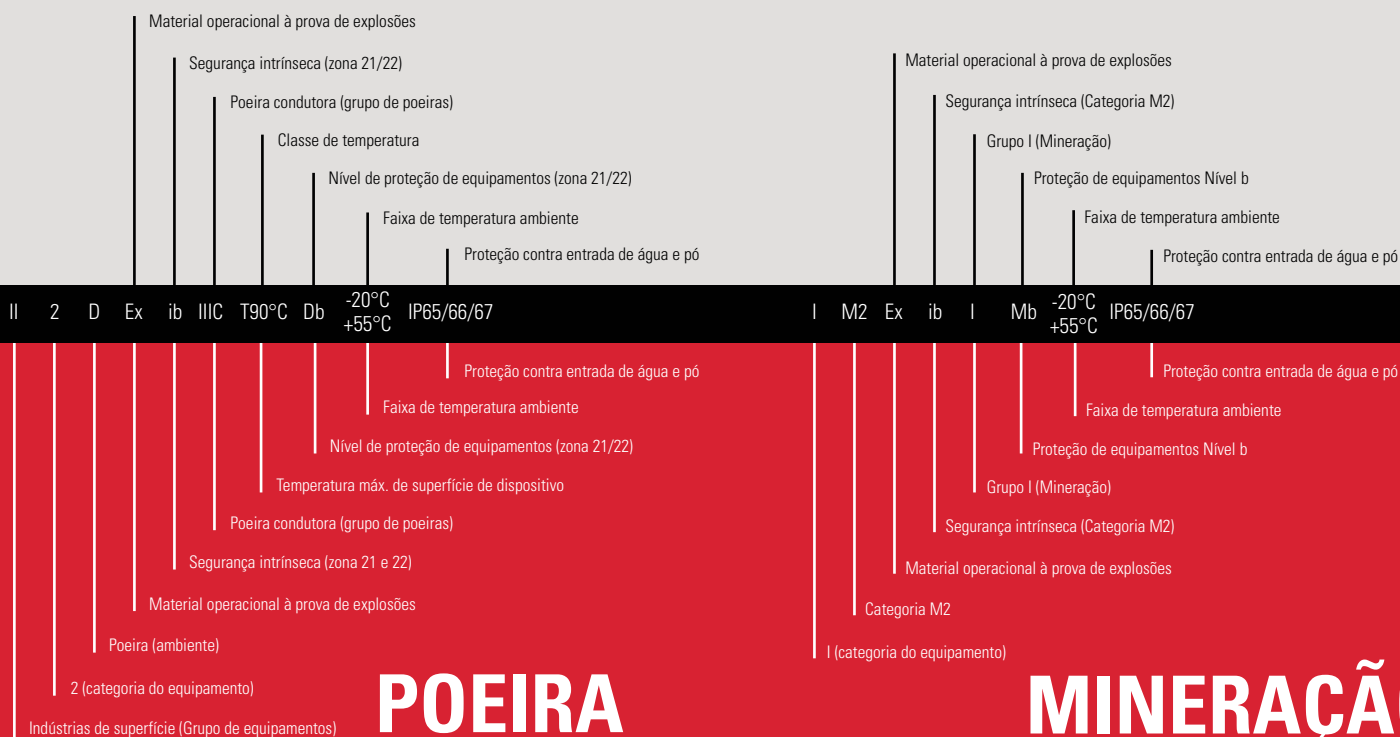 Material operacional à prova de explosões
Segurança intrínseca (zona 21/22)
Poeira condutora (grupo de poeiras)
Classe de temperatura
Nível de proteção de equipamentos (zona 21/22)
Faixa de temperatura ambiente
Proteção contra entrada de água e pó
II 2 D Ex ib IIIC T90°C Db -20°C +55°C IP65/66/67
Proteção contra entrada de água e pó
Faixa de temperatura ambiente
Nível de proteção de equipamentos (zona 21/22)
Temperatura máx. de superfície de dispositivo
Poeira condutora (grupo de poeiras)
Segurança intrínseca (zona 21 e 22)
Material operacional à prova de explosões
Poeira (ambiente)
2 (categoria do equipamento)
Indústrias de superfície (Grupo de equipamentos)
POEIRA
Material operacional à prova de explosões
Segurança intrínseca (Categoria M2)
Grupo I (Mineração)
Proteção de equipamentos Nível b
Faixa de temperatura ambiente
Proteção contra entrada de água e pó
I M2 Ex ib I Mb -20°C +55°C IP65/66/67
Proteção contra entrada de água e pó
Faixa de temperatura ambiente
Proteção de equipamentos Nível b
Grupo I (Mineração)
Segurança intrínseca (Categoria M2)
Material operacional à prova de explosões
Categoria M2
I (categoria do equipamento)
MINERAÇÃO